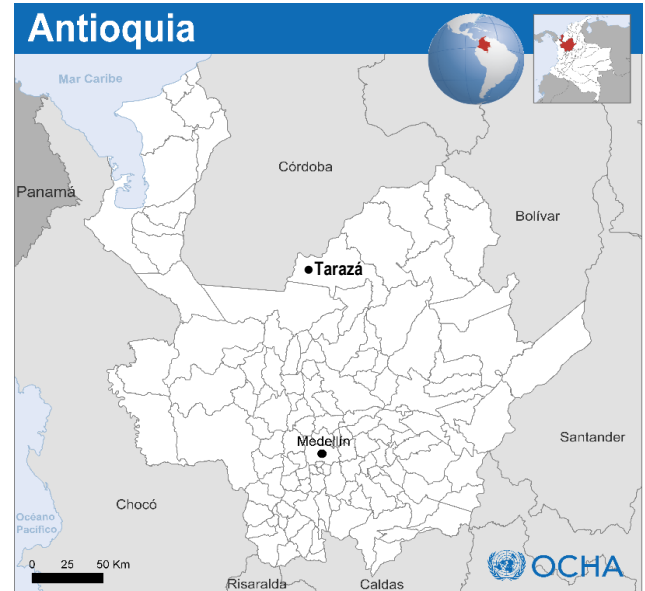 Antioquia
Mar Caribe
Córdoba
Panamá
Bolívar
Tarazá
Medellín
Santander
Chocó
Océano
Pacífico
0 25 50 Km
OCHA
Risaralda
Caldas